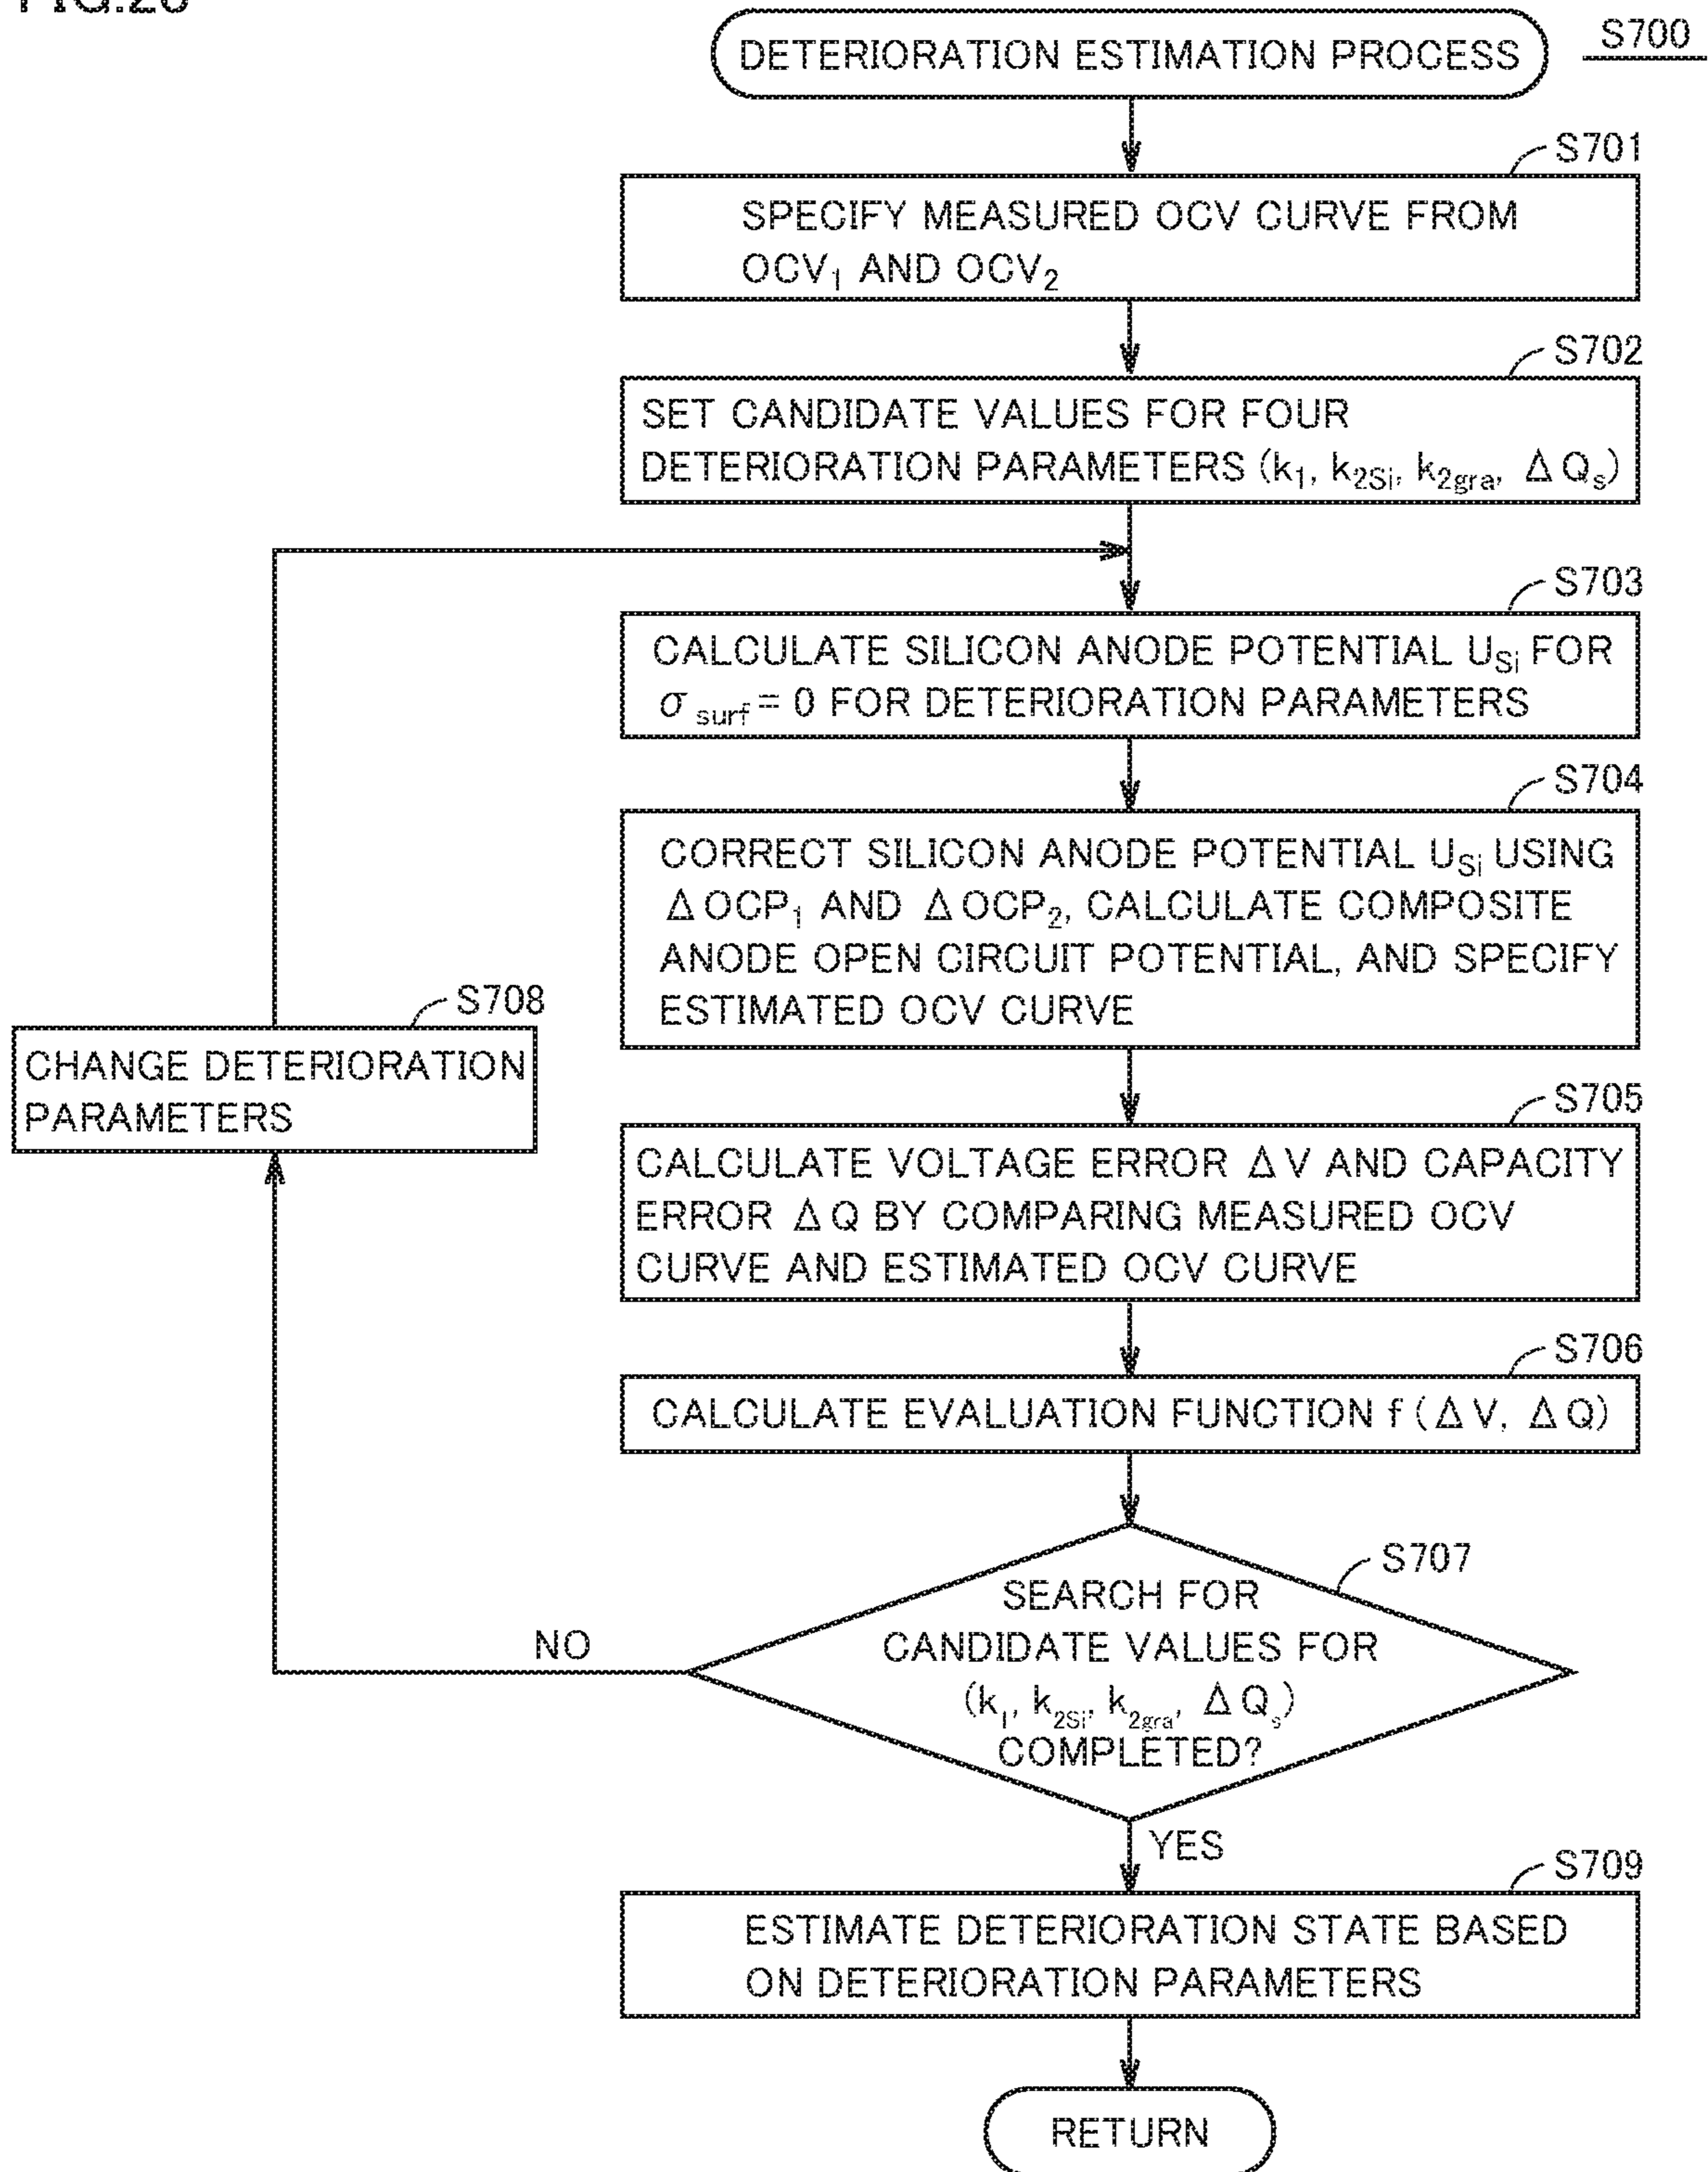 DETERIORATION ESTIMATION PROCESS
S700
S701
SPECIFY MEASURED OCV CURVE FROM
OCV₁ AND OCV₂
S702
SET CANDIDATE VALUES FOR FOUR
DETERIORATION PARAMETERS (k₁, k₂Si, k₂gra, ΔQs)
S703
CALCULATE SILICON ANODE POTENTIAL USi FOR
σsurf = 0 FOR DETERIORATION PARAMETERS
S704
CORRECT SILICON ANODE POTENTIAL USi USING
ΔOCP₁ AND ΔOCP₂, CALCULATE COMPOSITE
ANODE OPEN CIRCUIT POTENTIAL, AND SPECIFY
ESTIMATED OCV CURVE
S708
CHANGE DETERIORATION
PARAMETERS
S705
CALCULATE VOLTAGE ERROR ΔV AND CAPACITY
ERROR ΔQ BY COMPARING MEASURED OCV
CURVE AND ESTIMATED OCV CURVE
S706
CALCULATE EVALUATION FUNCTION f (ΔV, ΔQ)
S707
SEARCH FOR
CANDIDATE VALUES FOR
(k₁, k₂Si, k₂gra, ΔQs)
COMPLETED?
NO
YES
S709
ESTIMATE DETERIORATION STATE BASED
ON DETERIORATION PARAMETERS
RETURN